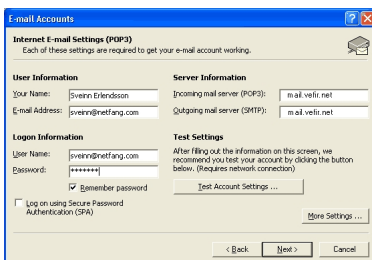 E-mail Accounts
Internet E-mail Settings (POP3)
Each of these settings are required to get your e-mail account working.
User Information
Your Name: Sveinn Erlendsson
E-mail Address: sveinn@netfang.com
Server Information
Incoming mail server (POP3): mail.vefir.net
Outgoing mail server (SMTP): mail.vefir.net
Logon Information
User Name: sveinn@netfang.com
Password: *******
Remember password
Log on using Secure Password
Authentication (SPA)
Test Settings
After filling out the information on this screen, we
recommend you test your account by clicking the button
below. (Requires network connection)
Test Account Settings ...
More Settings ...
< Back
Next >
Cancel